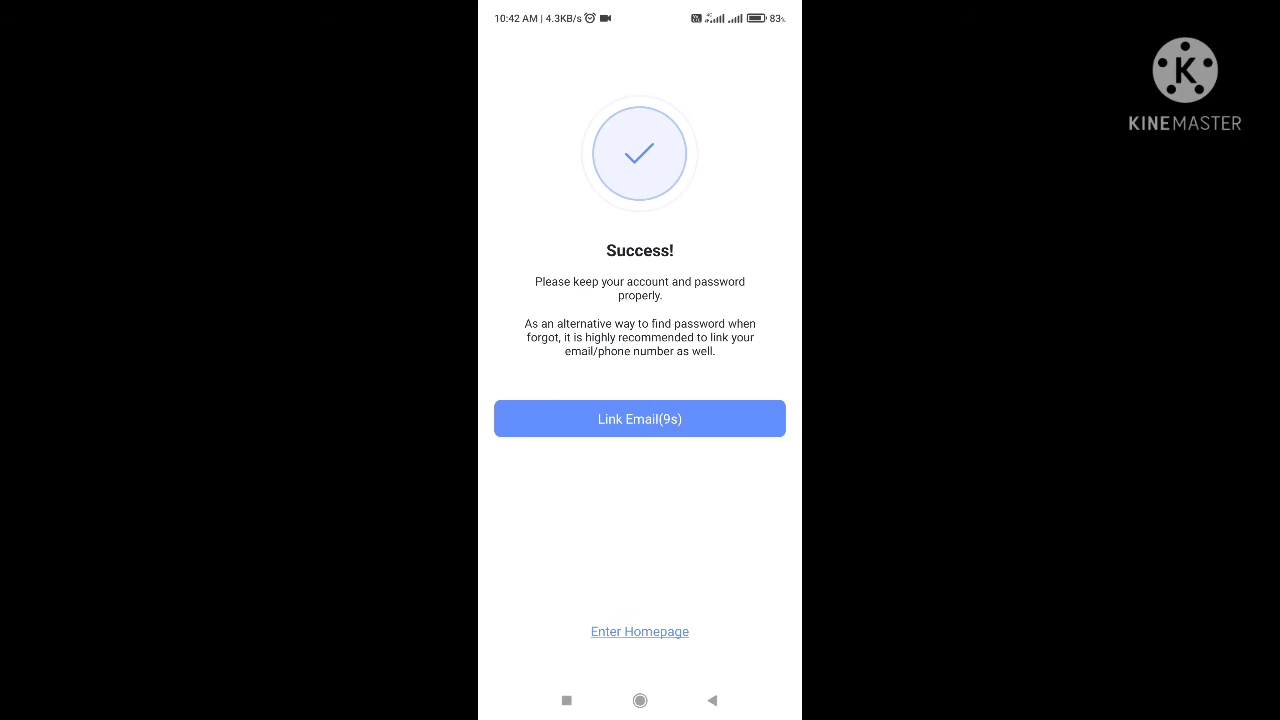 10:42 AM | 4.3KB/s
4G
83%
K
KINEMASTER
Success!
Please keep your account and password
properly.
As an alternative way to find password when
forgot, it is highly recommended to link your
email/phone number as well.
Link Email(9s)
Enter Homepage